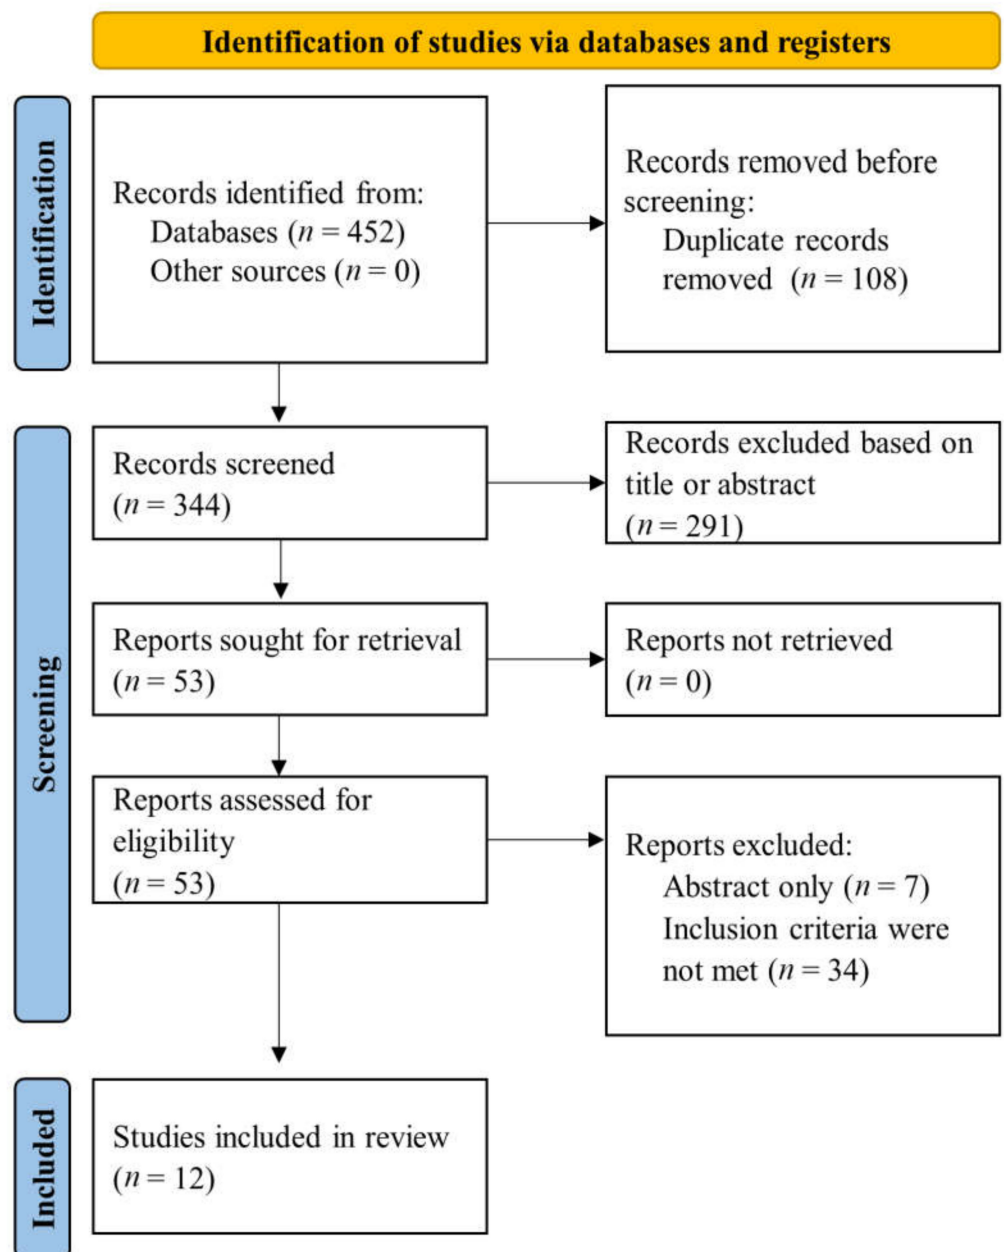 Identification of studies via databases and registers
Identification
Records identified from:
Databases (n = 452)
Other sources (n = 0)
Records removed before
screening:
Duplicate records
removed (n = 108)
Screening
Records screened
(n = 344)
Records excluded based on
title or abstract
(n = 291)
Reports sought for retrieval
(n = 53)
Reports not retrieved
(n = 0)
Reports assessed for
eligibility
(n = 53)
Reports excluded:
Abstract only (n = 7)
Inclusion criteria were
not met (n = 34)
Included
Studies included in review
(n = 12)